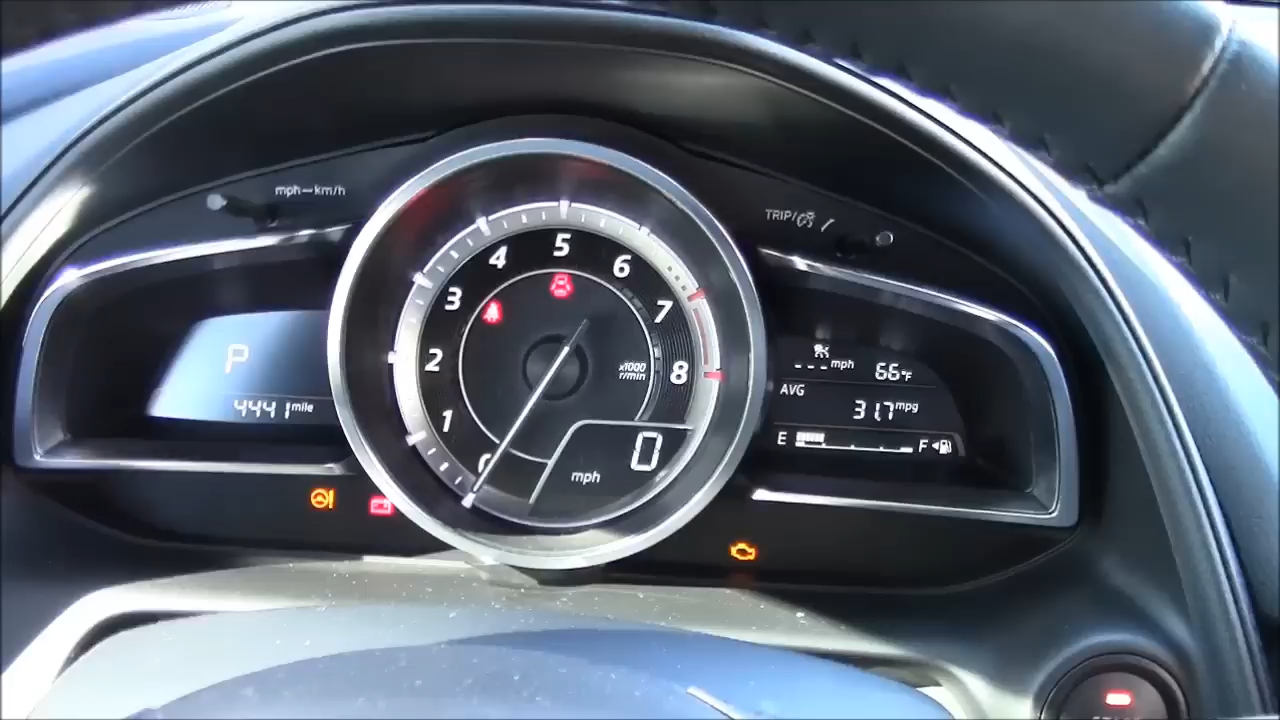 mph–km/h
TRIP/
P
4441 mile
0
1
2
3
4
5
6
7
8
x1000
r/min
0
mph
--- mph
66°F
AVG
31.7 mpg
E
F